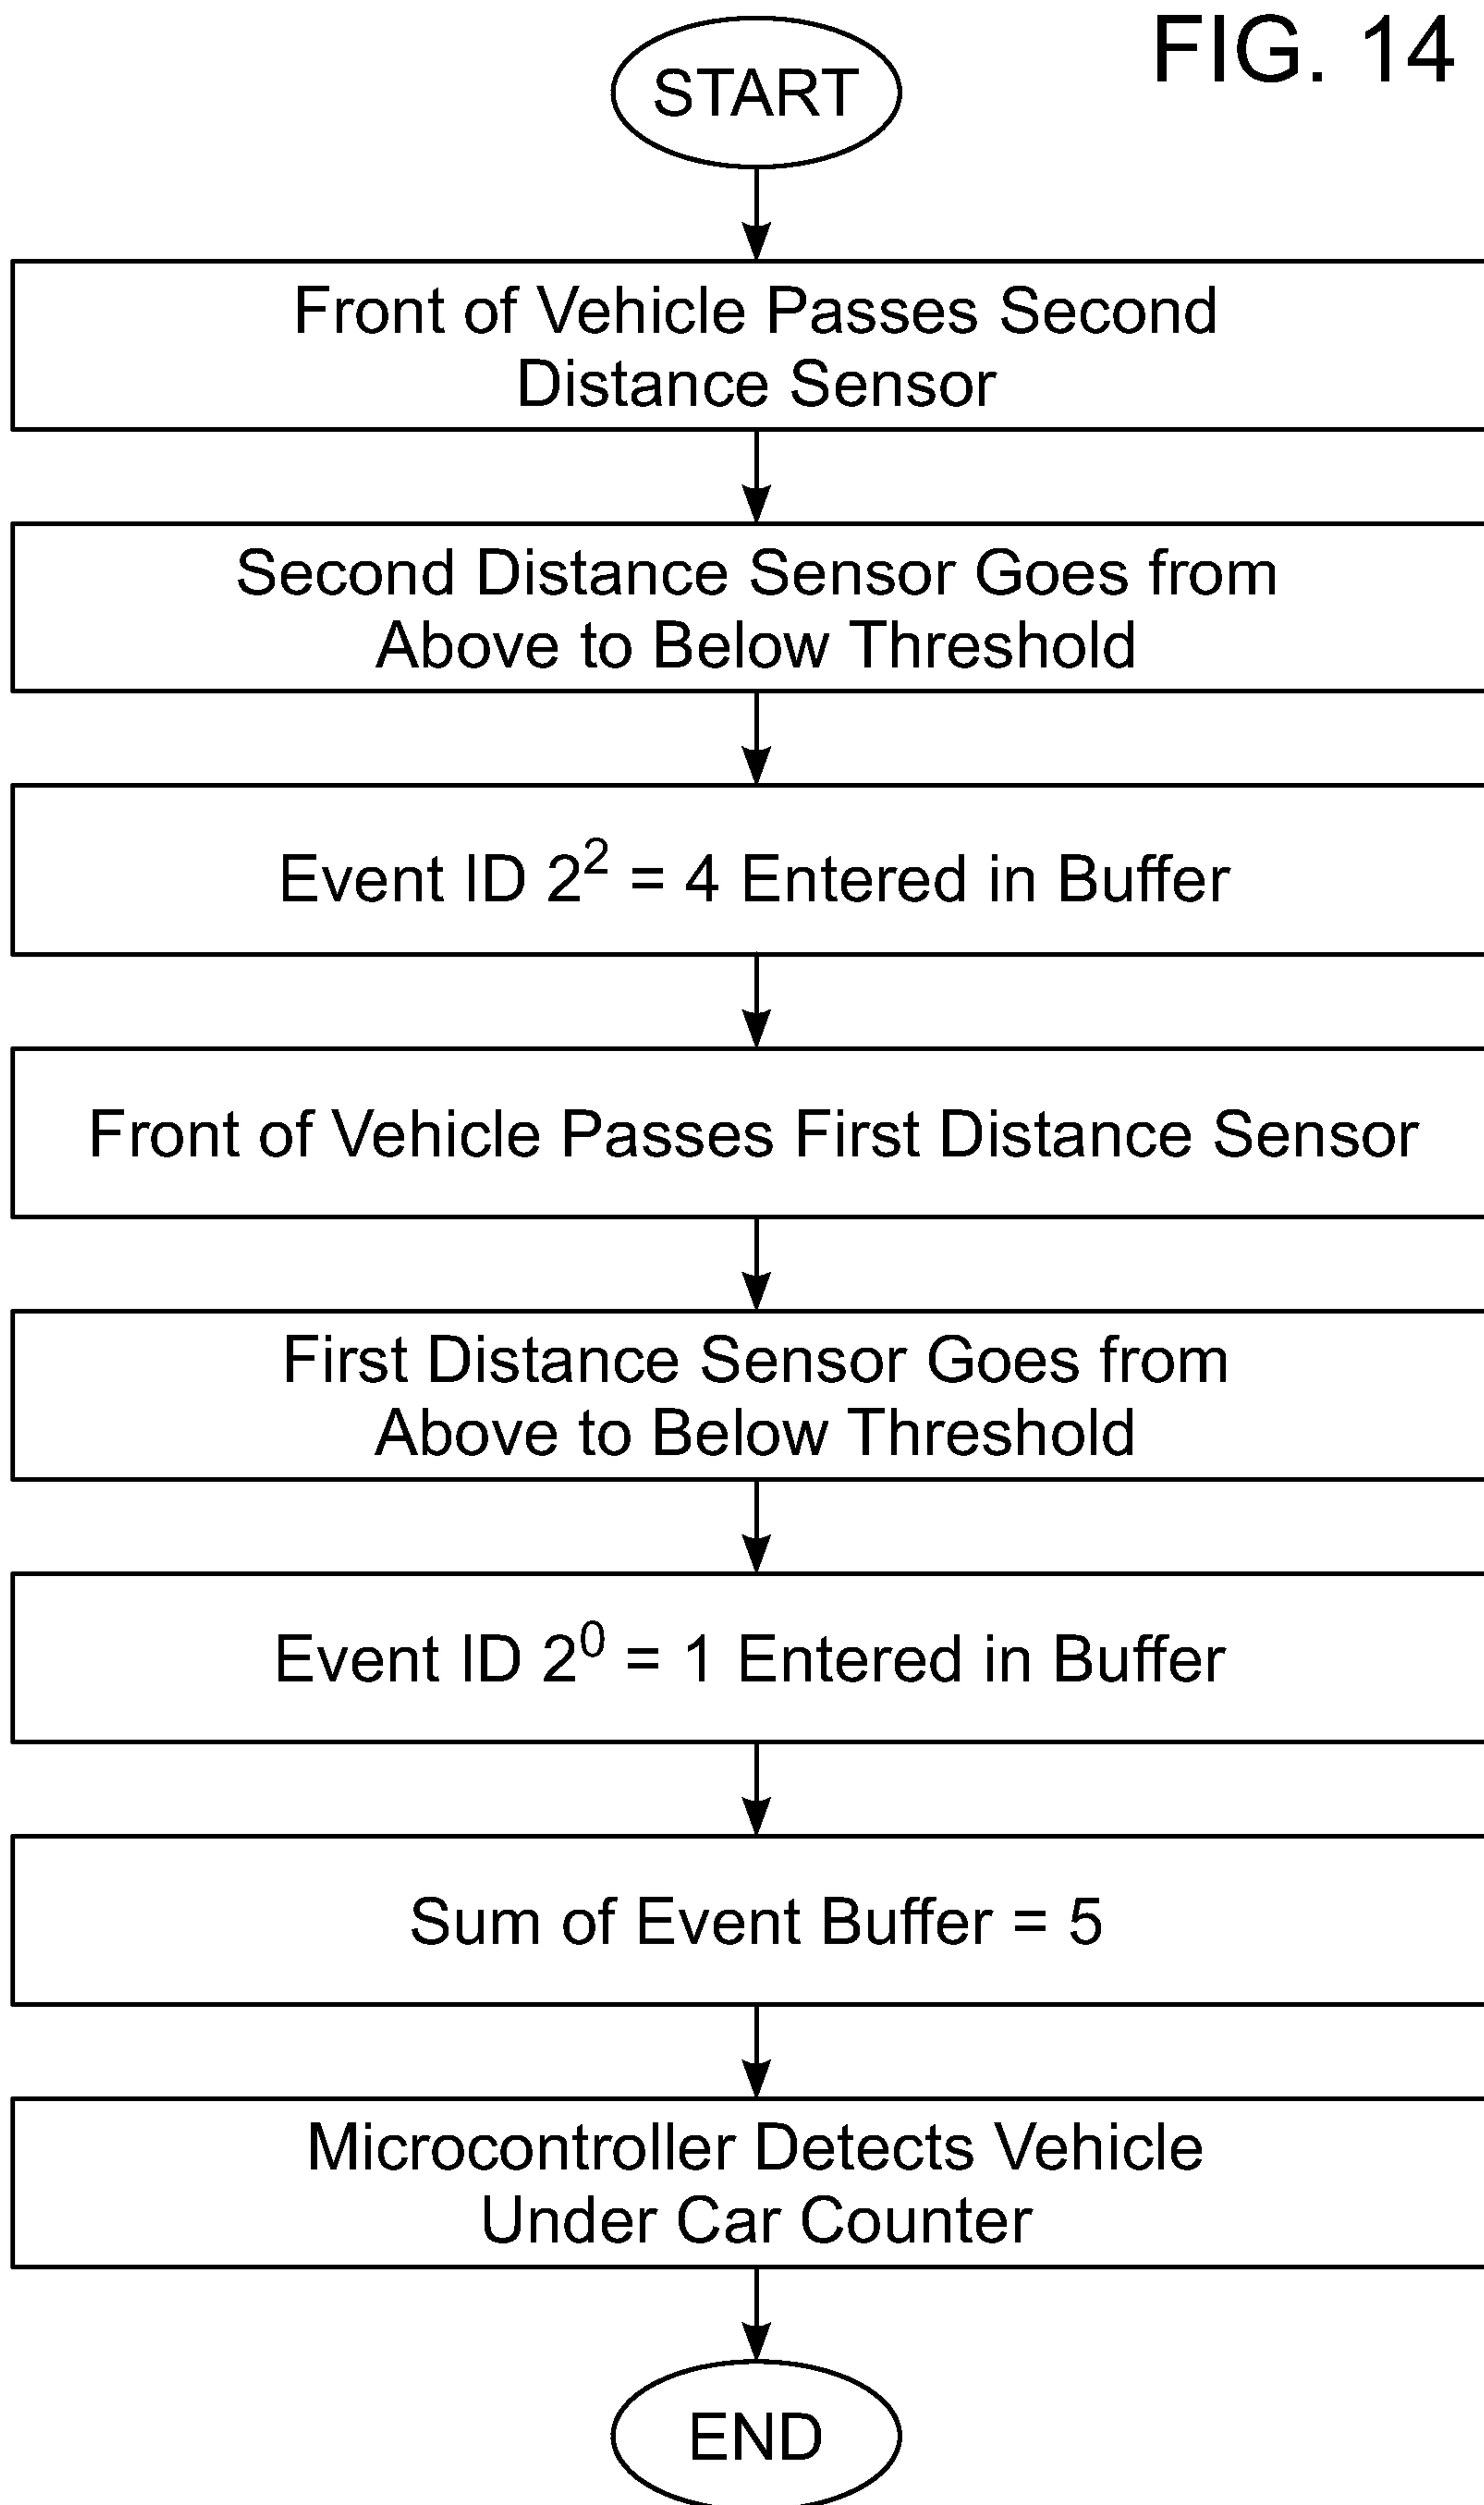 FIG. 14
START
Front of Vehicle Passes Second
Distance Sensor
Second Distance Sensor Goes from
Above to Below Threshold
Event ID 2² = 4 Entered in Buffer
Front of Vehicle Passes First Distance Sensor
First Distance Sensor Goes from
Above to Below Threshold
Event ID 2⁰ = 1 Entered in Buffer
Sum of Event Buffer = 5
Microcontroller Detects Vehicle
Under Car Counter
END